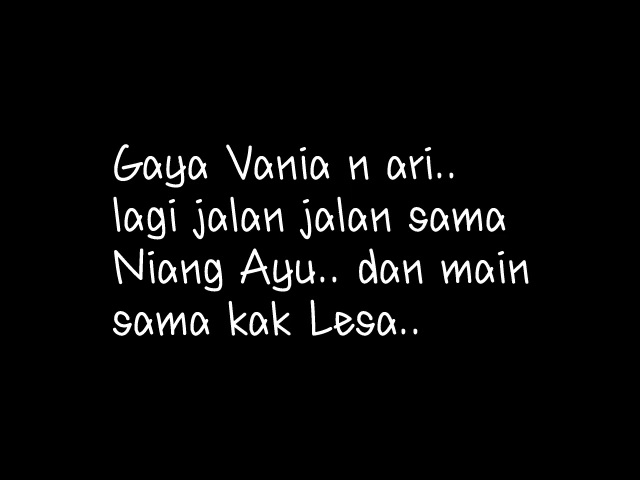 Gaya Vania n ari..
lagi jalan jalan sama
Niang Ayu.. dan main
sama kak Lesa..